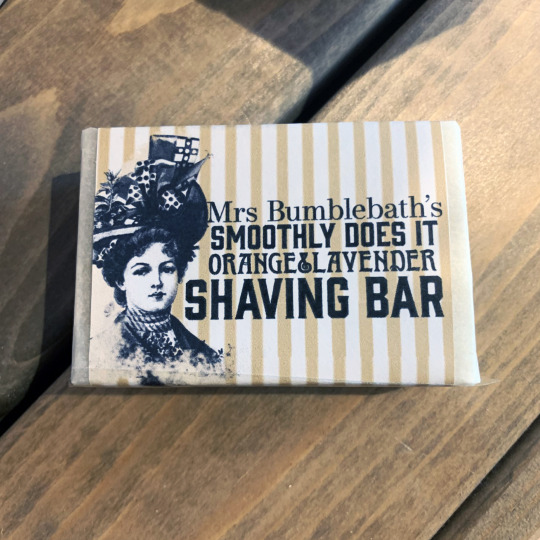 Mrs Bumblebath's
SMOOTHLY DOES IT
ORANGE & LAVENDER
SHAVING BAR